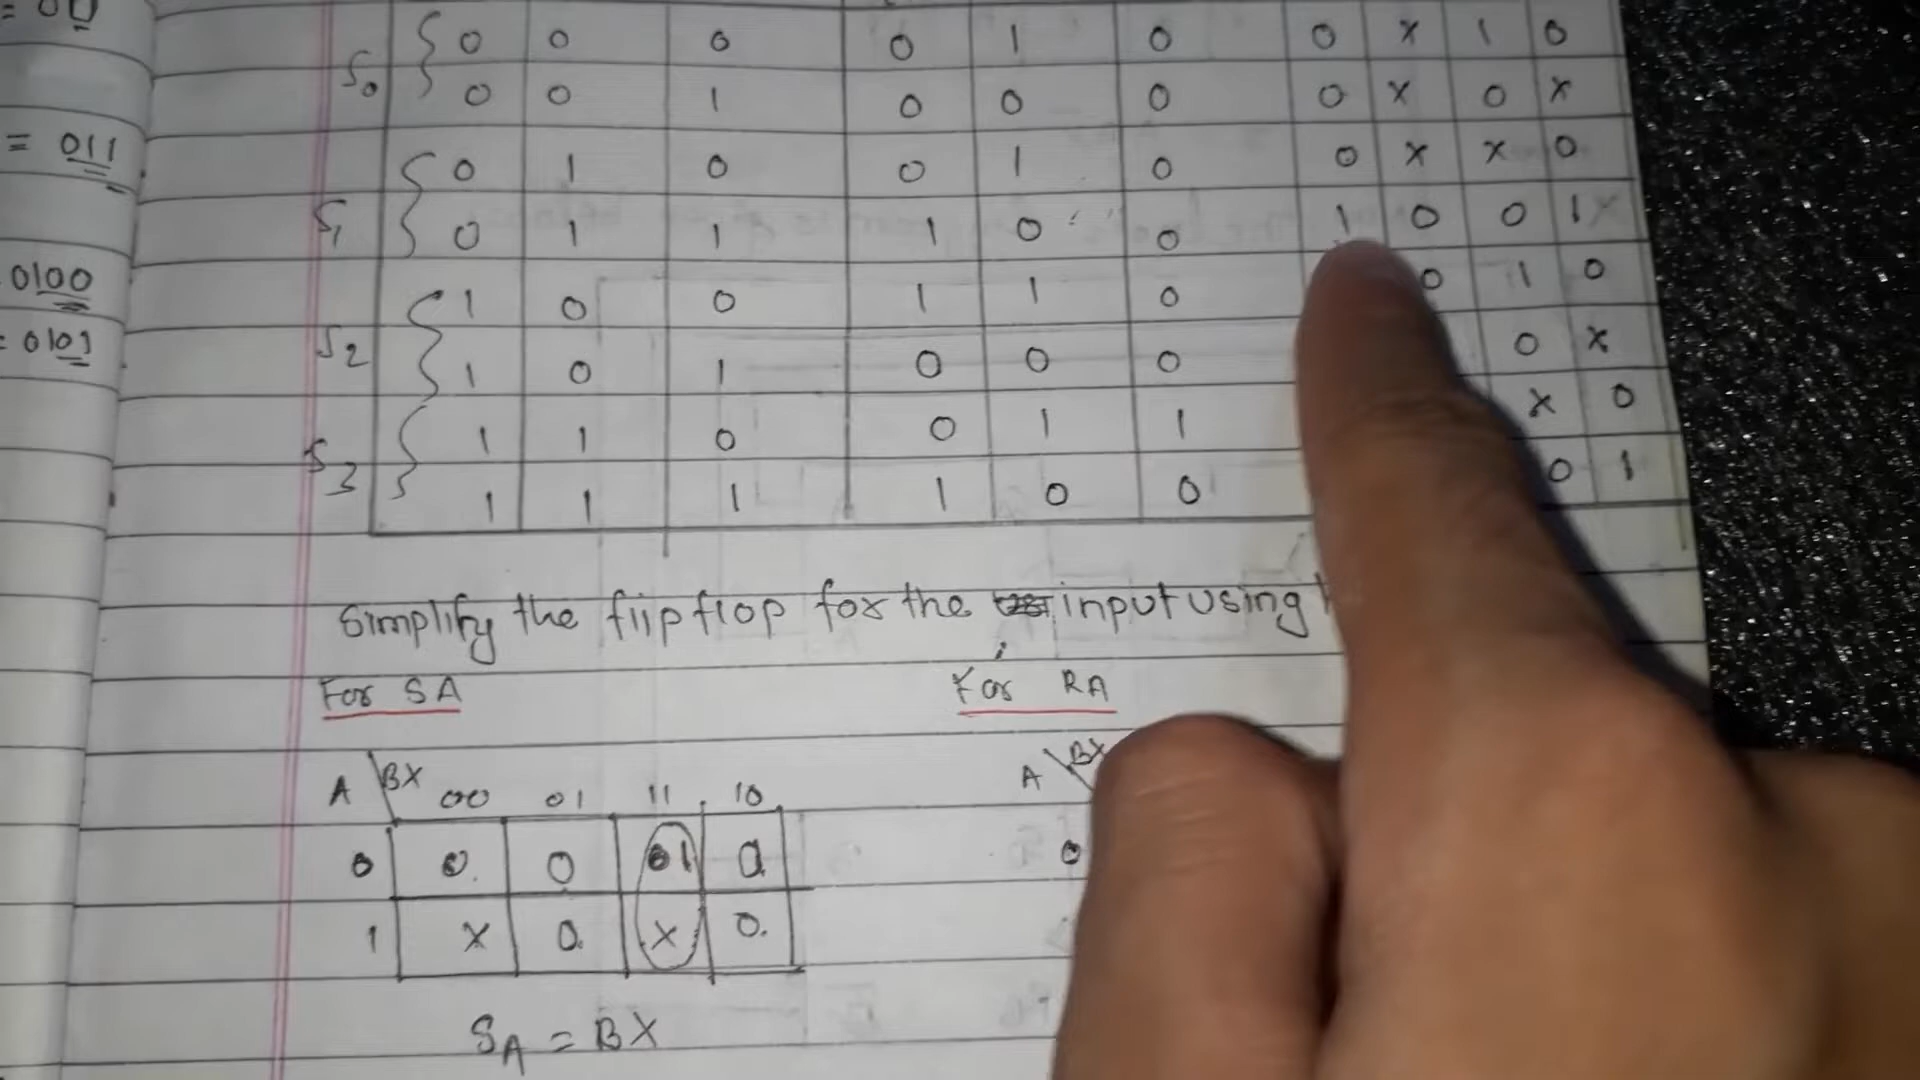 = 00
S0 0 0 0 0 1 0 0 x 1 0
0 0 1 0 0 0 0 x 0 x
= 011 0 1 0 0 1 0 0 x x 0
S1 0 1 1 1 0 0 1 0 0 1 x
0100 1 0 0 1 1 0 0 1 0
S2
= 0101 1 0 1 0 0 0 0 x
1 1 0 0 1 1 x 0
S3 1 1 1 1 0 0 0 1
Simplify the flipflop for the input using
For SA For RA
A BX 00 01 11 10 A BX
0 0. 0 1 0 0
1 x 0. x 0.
SA = BX